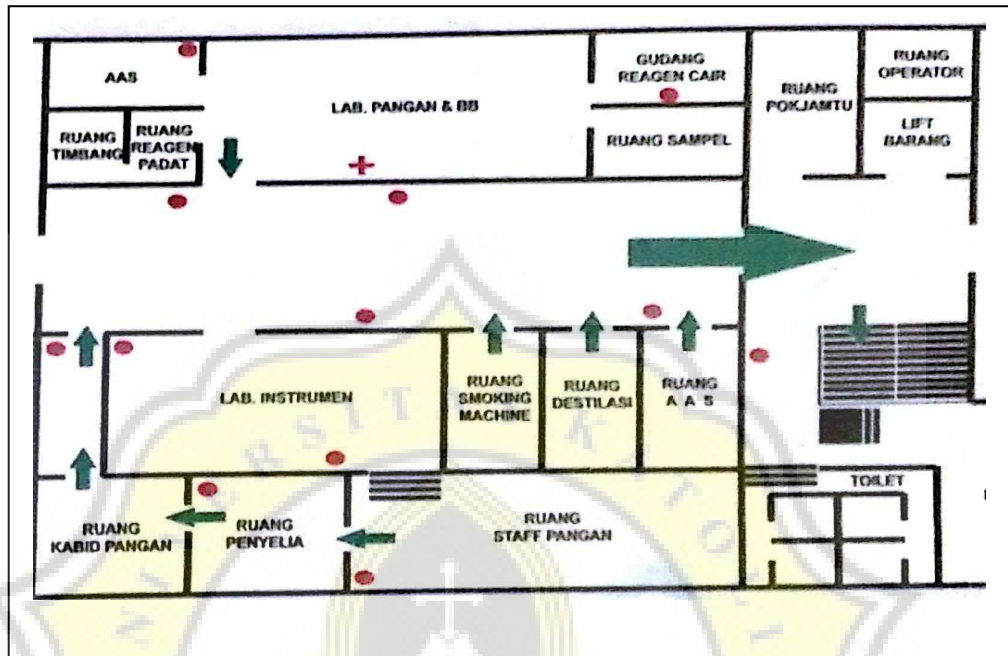 AAS
RUANG
TIMBANG
RUANG
REAGEN
PADAT
LAB. PANGAN & BB
GUDANG
REAGEN CAIR
RUANG SAMPEL
RUANG
POKJAMTU
RUANG
OPERATOR
LIFT
BARANG
LAB. INSTRUMEN
RUANG
SMOKING
MACHINE
RUANG
DESTILASI
RUANG
A A S
RUANG
KABID PANGAN
RUANG
PENYELIA
RUANG
STAFF PANGAN
TOILET